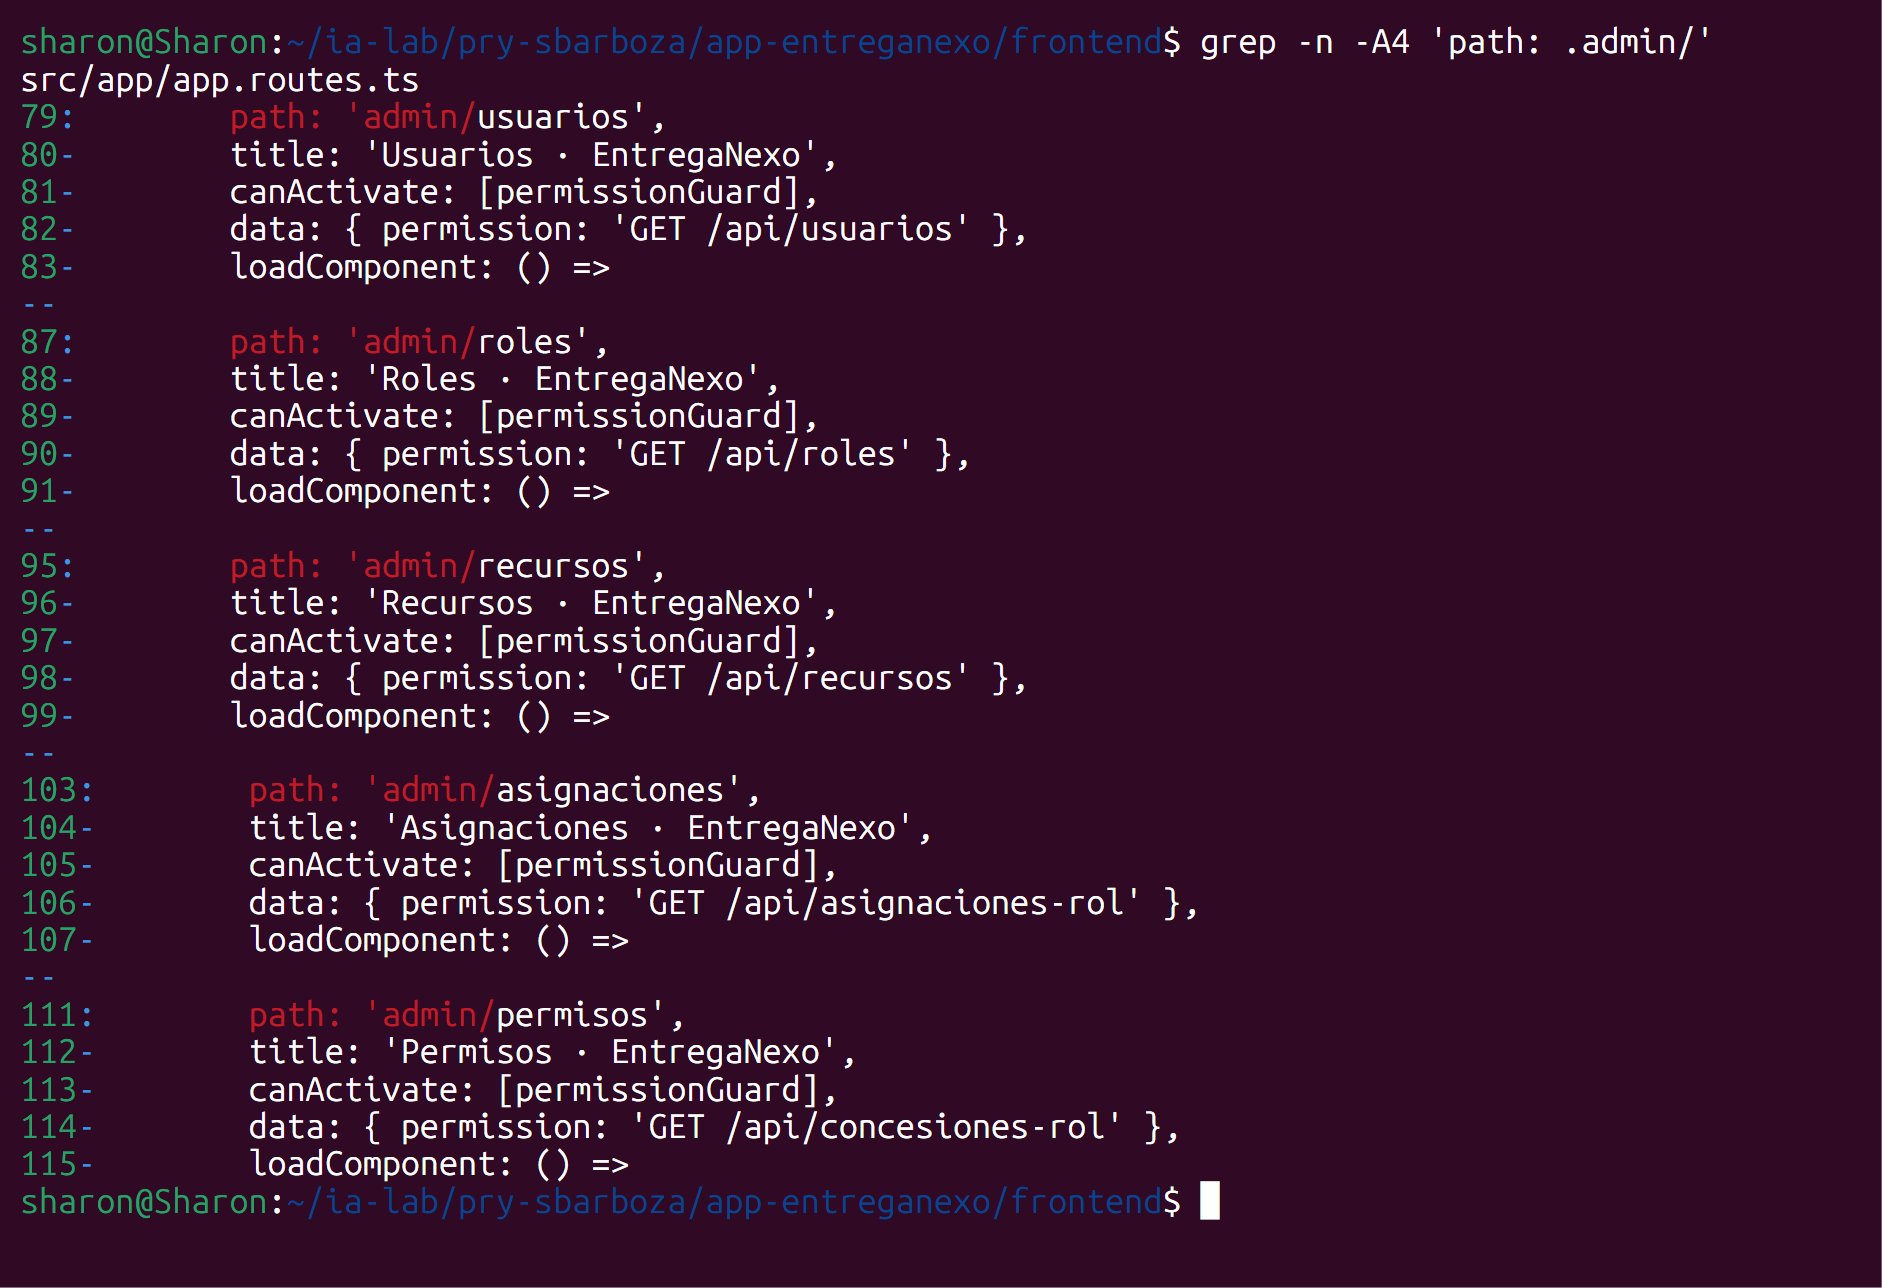 sharon@Sharon:~/ia-lab/pry-sbarboza/app-entreganexo/frontend$ grep -n -A4 'path: .admin/'
src/app/app.routes.ts
79:        path: 'admin/usuarios',
80-        title: 'Usuarios · EntregaNexo',
81-        canActivate: [permissionGuard],
82-        data: { permission: 'GET /api/usuarios' },
83-        loadComponent: () =>
--
87:        path: 'admin/roles',
88-        title: 'Roles · EntregaNexo',
89-        canActivate: [permissionGuard],
90-        data: { permission: 'GET /api/roles' },
91-        loadComponent: () =>
--
95:        path: 'admin/recursos',
96-        title: 'Recursos · EntregaNexo',
97-        canActivate: [permissionGuard],
98-        data: { permission: 'GET /api/recursos' },
99-        loadComponent: () =>
--
103:        path: 'admin/asignaciones',
104-        title: 'Asignaciones · EntregaNexo',
105-        canActivate: [permissionGuard],
106-        data: { permission: 'GET /api/asignaciones-rol' },
107-        loadComponent: () =>
--
111:        path: 'admin/permisos',
112-        title: 'Permisos · EntregaNexo',
113-        canActivate: [permissionGuard],
114-        data: { permission: 'GET /api/concesiones-rol' },
115-        loadComponent: () =>
sharon@Sharon:~/ia-lab/pry-sbarboza/app-entreganexo/frontend$